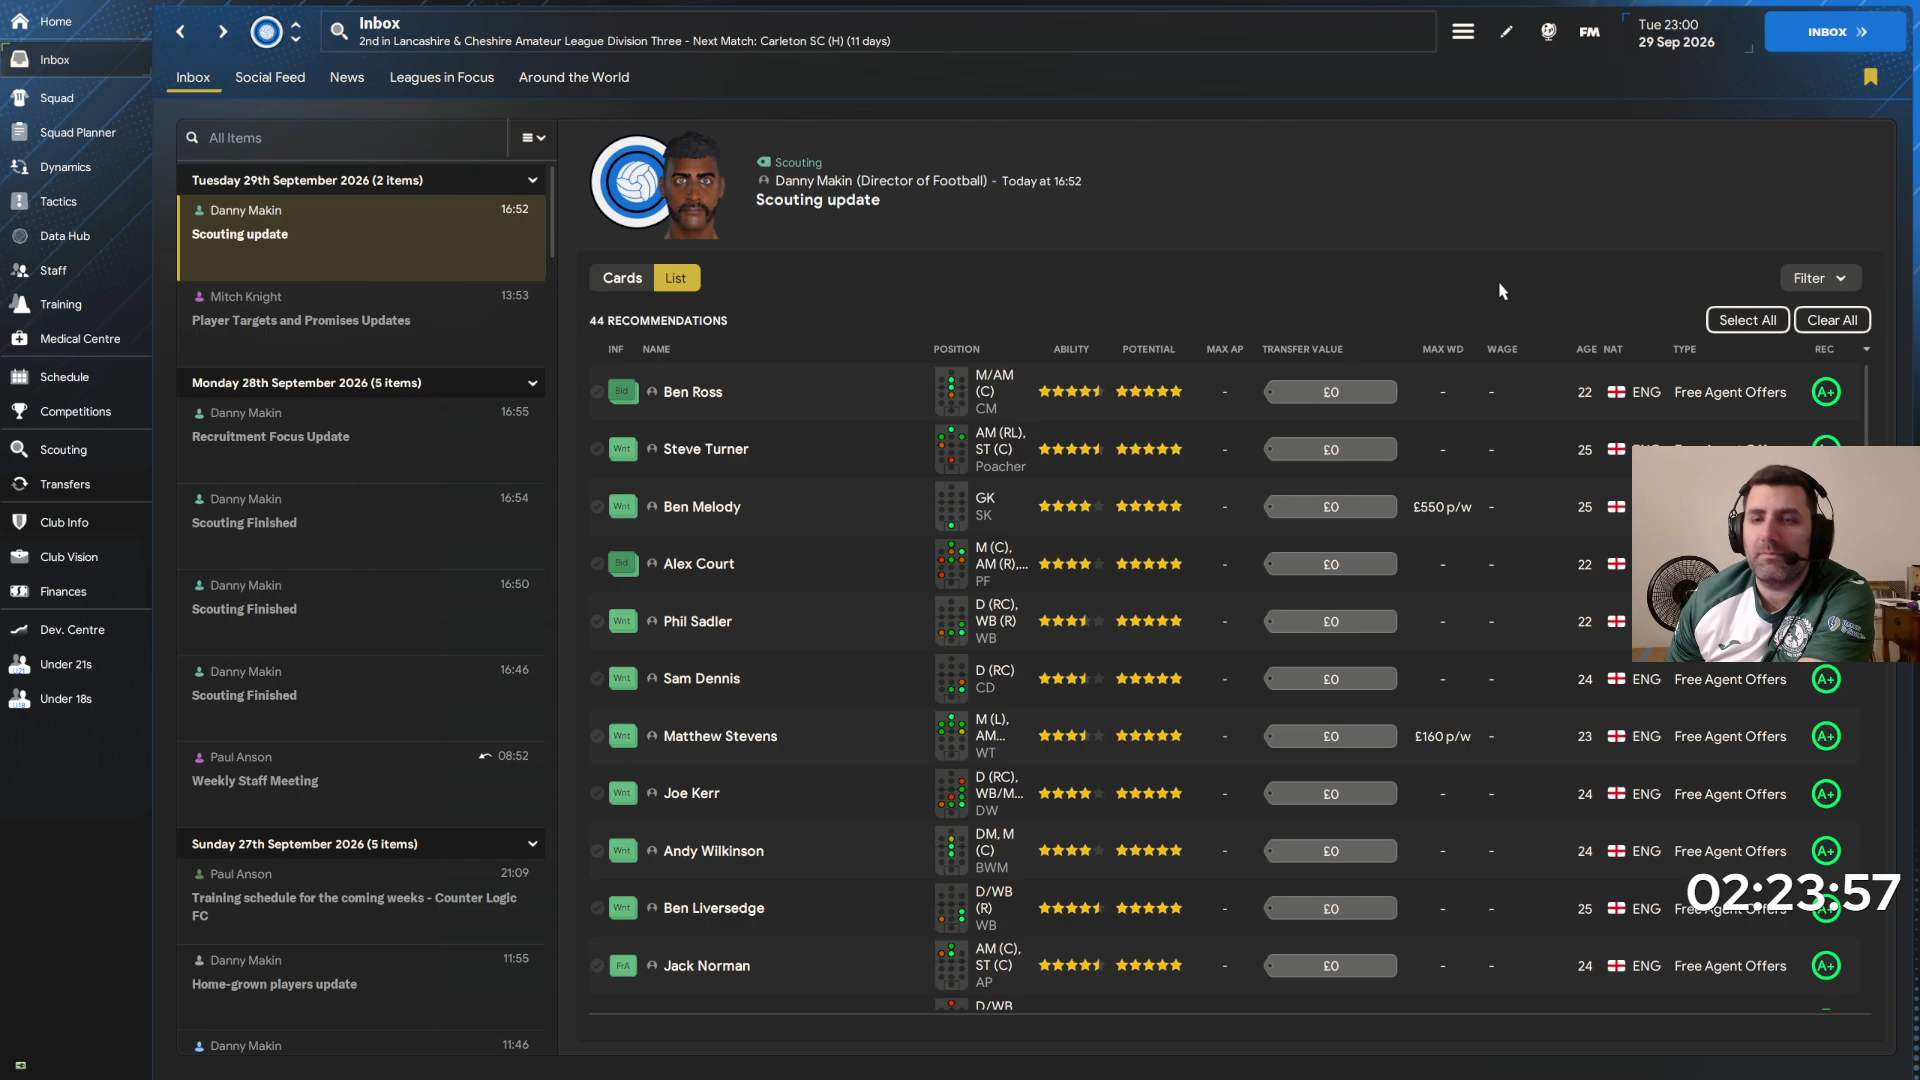 Home
Inbox
Squad
Squad Planner
Dynamics
Tactics
Data Hub
Staff
Training
Medical Centre
Schedule
Competitions
Scouting
Transfers
Club Info
Club Vision
Finances
Dev. Centre
Under 21s
Under 18s
Inbox
2nd in Lancashire & Cheshire Amateur League Division Three - Next Match: Carleton SC (H) (11 days)
FM
Tue 23:00
29 Sep 2026
INBOX
Inbox Social Feed News Leagues in Focus Around the World
All Items
Tuesday 29th September 2026 (2 items)
Danny Makin 16:52
Scouting update
Mitch Knight 13:53
Player Targets and Promises Updates
Monday 28th September 2026 (5 items)
Danny Makin 16:55
Recruitment Focus Update
Danny Makin 16:54
Scouting Finished
Danny Makin 16:50
Scouting Finished
Danny Makin 16:46
Scouting Finished
Paul Anson 08:52
Weekly Staff Meeting
Sunday 27th September 2026 (5 items)
Paul Anson 21:09
Training schedule for the coming weeks - Counter Logic
FC
Danny Makin 11:55
Home-grown players update
Danny Makin 11:46
Scouting
Danny Makin (Director of Football) - Today at 16:52
Scouting update
Cards List
Filter
44 RECOMMENDATIONS
Select All Clear All
INF NAME POSITION ABILITY POTENTIAL MAX AP TRANSFER VALUE MAX WD WAGE AGE NAT TYPE REC
Bid Ben Ross M/AM (C) CM - £0 - - 22 ENG Free Agent Offers A+
Wnt Steve Turner AM (RL), ST (C) Poacher - £0 - - 25
Wnt Ben Melody GK SK - £0 £550 p/w - 25
Bid Alex Court M (C), AM (R),... PF - £0 - - 22
Wnt Phil Sadler D (RC), WB (R) WB - £0 - - 22
Wnt Sam Dennis D (RC) CD - £0 - - 24 ENG Free Agent Offers A+
Wnt Matthew Stevens M (L), AM... WT - £0 £160 p/w - 23 ENG Free Agent Offers A+
Wnt Joe Kerr D (RC), WB/M... DW - £0 - - 24 ENG Free Agent Offers A+
Wnt Andy Wilkinson DM, M (C) BWM - £0 - - 24 ENG Free Agent Offers A+
Wnt Ben Liversedge D/WB (R) WB - £0 - - 25 ENG Free Agent Offers A+
FrA Jack Norman AM (C), ST (C) AP - £0 - - 24 ENG Free Agent Offers A+
D/WB
02:23:57